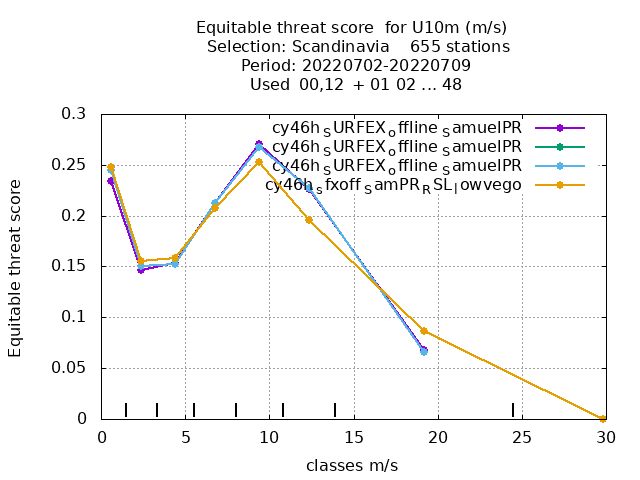 Equitable threat score  for U10m (m/s)
Selection: Scandinavia    655 stations
Period: 20220702-20220709
Used  00,12  + 01 02 ... 48
0.3
0.25
0.2
0.15
0.1
0.05
0
Equitable threat score
cy46h_SURFEX_offline_SamuelPR
cy46h_SURFEX_offline_SamuelPR
cy46h_SURFEX_offline_SamuelPR
cy46h_sfxoff_SamPR_RSL_lowvego
0 5 10 15 20 25 30
classes m/s